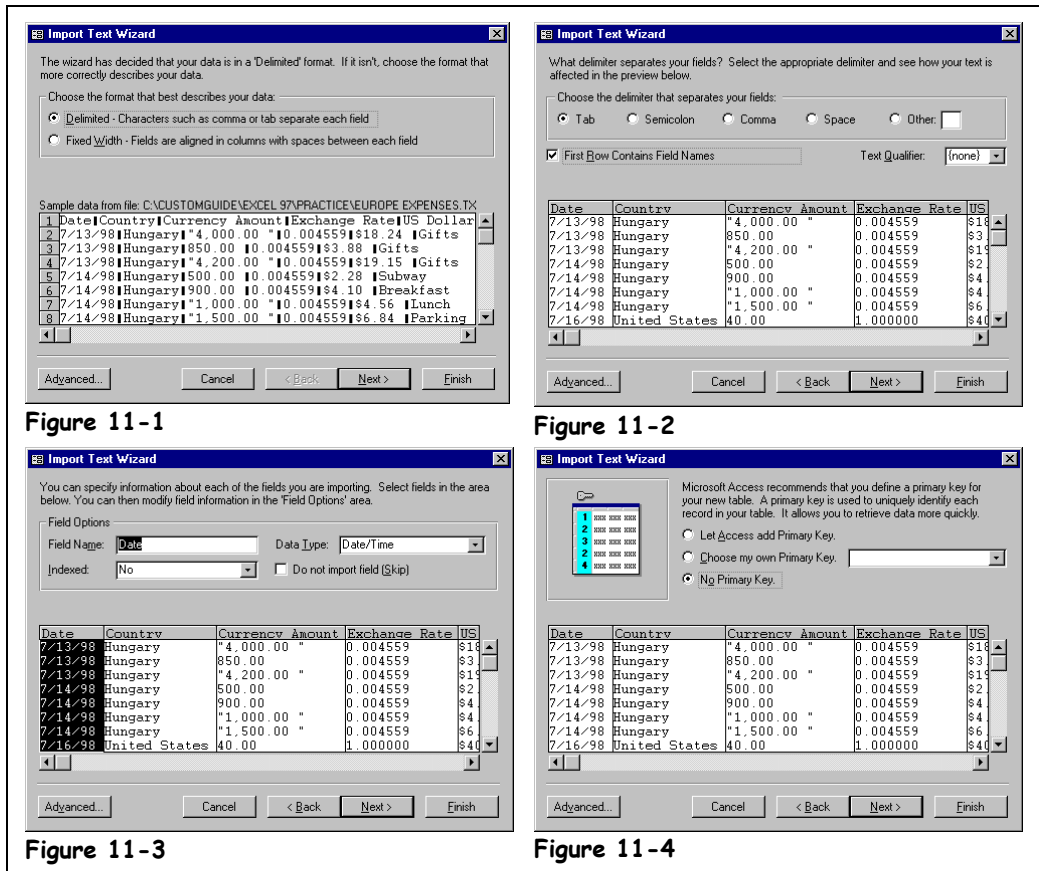 Import Text Wizard
The wizard has decided that your data is in a 'Delimited' format. If it isn't, choose the format that
more correctly describes your data.
Choose the format that best describes your data:
Delimited - Characters such as comma or tab separate each field
Fixed Width - Fields are aligned in columns with spaces between each field
Sample data from file: C:\CUSTOMGUIDE\EXCEL 97\PRACTICE\EUROPE EXPENSES.TX
1 Date Country Currency Amount Exchange Rate US Dollar
2 7/13/98 Hungary "4,000.00 " 0.004559 $18.24 Gifts
3 7/13/98 Hungary 850.00 0.004559 $3.88 Gifts
4 7/13/98 Hungary "4,200.00 " 0.004559 $19.15 Gifts
5 7/14/98 Hungary 500.00 0.004559 $2.28 Subway
6 7/14/98 Hungary 900.00 0.004559 $4.10 Breakfast
7 7/14/98 Hungary "1,000.00 " 0.004559 $4.56 Lunch
8 7/14/98 Hungary "1,500.00 " 0.004559 $6.84 Parking
Advanced... Cancel < Back Next > Finish
Figure 11-1
Import Text Wizard
What delimiter separates your fields? Select the appropriate delimiter and see how your text is
affected in the preview below.
Choose the delimiter that separates your fields:
Tab Semicolon Comma Space Other:
First Row Contains Field Names Text Qualifier: {none}
Date Country Currency Amount Exchange Rate US
7/13/98 Hungary "4,000.00 " 0.004559 $18
7/13/98 Hungary 850.00 0.004559 $3.
7/13/98 Hungary "4,200.00 " 0.004559 $19
7/14/98 Hungary 500.00 0.004559 $2.
7/14/98 Hungary 900.00 0.004559 $4.
7/14/98 Hungary "1,000.00 " 0.004559 $4.
7/14/98 Hungary "1,500.00 " 0.004559 $6.
7/16/98 United States 40.00 1.000000 $40
Advanced... Cancel < Back Next > Finish
Figure 11-2
Import Text Wizard
You can specify information about each of the fields you are importing. Select fields in the area
below. You can then modify field information in the 'Field Options' area.
Field Options
Field Name: Date Data Type: Date/Time
Indexed: No Do not import field (Skip)
Date Country Currency Amount Exchange Rate US
7/13/98 Hungary "4,000.00 " 0.004559 $18
7/13/98 Hungary 850.00 0.004559 $3.
7/13/98 Hungary "4,200.00 " 0.004559 $19
7/14/98 Hungary 500.00 0.004559 $2.
7/14/98 Hungary 900.00 0.004559 $4.
7/14/98 Hungary "1,000.00 " 0.004559 $4.
7/14/98 Hungary "1,500.00 " 0.004559 $6.
7/16/98 United States 40.00 1.000000 $40
Advanced... Cancel < Back Next > Finish
Figure 11-3
Import Text Wizard
Microsoft Access recommends that you define a primary key for
your new table. A primary key is used to uniquely identify each
record in your table. It allows you to retrieve data more quickly.
1 xxx xxx xxx
2 xxx xxx xxx
3 xxx xxx xxx
2 xxx xxx xxx
4 xxx xxx xxx
Let Access add Primary Key.
Choose my own Primary Key.
No Primary Key.
Date Country Currency Amount Exchange Rate US
7/13/98 Hungary "4,000.00 " 0.004559 $18
7/13/98 Hungary 850.00 0.004559 $3.
7/13/98 Hungary "4,200.00 " 0.004559 $19
7/14/98 Hungary 500.00 0.004559 $2.
7/14/98 Hungary 900.00 0.004559 $4.
7/14/98 Hungary "1,000.00 " 0.004559 $4.
7/14/98 Hungary "1,500.00 " 0.004559 $6.
7/16/98 United States 40.00 1.000000 $40
Advanced... Cancel < Back Next > Finish
Figure 11-4